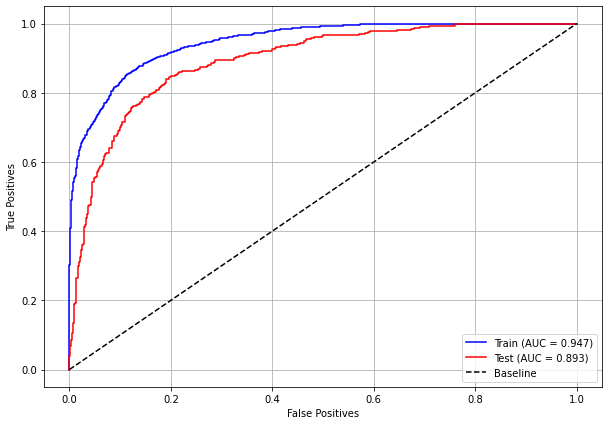 1.0
0.8
0.6
0.4
0.2
0.0
True Positives
0.0 0.2 0.4 0.6 0.8 1.0
False Positives
Train (AUC = 0.947)
Test (AUC = 0.893)
Baseline